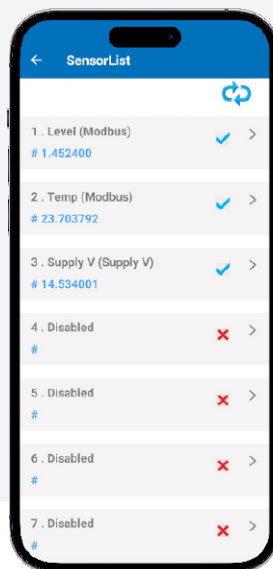 SensorList
1 . Level (Modbus)
# 1.452400
2 . Temp (Modbus)
# 23.703792
3 . Supply V (Supply V)
# 14.534001
4 . Disabled
#
5 . Disabled
#
6 . Disabled
#
7 . Disabled
#